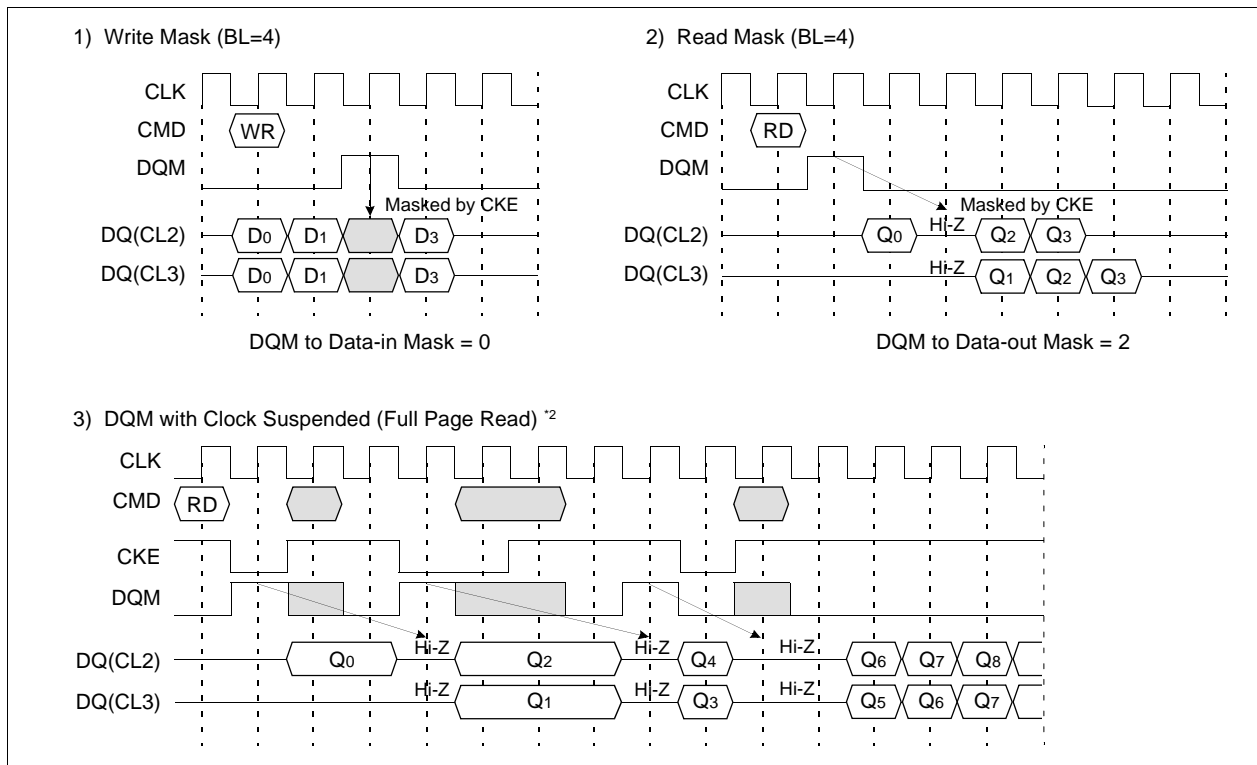 1) Write Mask (BL=4)
2) Read Mask (BL=4)
CLK
CMD WR
DQM
Masked by CKE
DQ(CL2) D0 D1 D3
DQ(CL3) D0 D1 D3
DQM to Data-in Mask = 0
CLK
CMD RD
DQM
Masked by CKE
DQ(CL2) Q0 Hi-Z Q2 Q3
DQ(CL3) Hi-Z Q1 Q2 Q3
DQM to Data-out Mask = 2
3) DQM with Clock Suspended (Full Page Read) *2
CLK
CMD RD
CKE
DQM
DQ(CL2) Q0 Hi-Z Q2 Hi-Z Q4 Hi-Z Q6 Q7 Q8
DQ(CL3) Hi-Z Q1 Hi-Z Q3 Hi-Z Q5 Q6 Q7